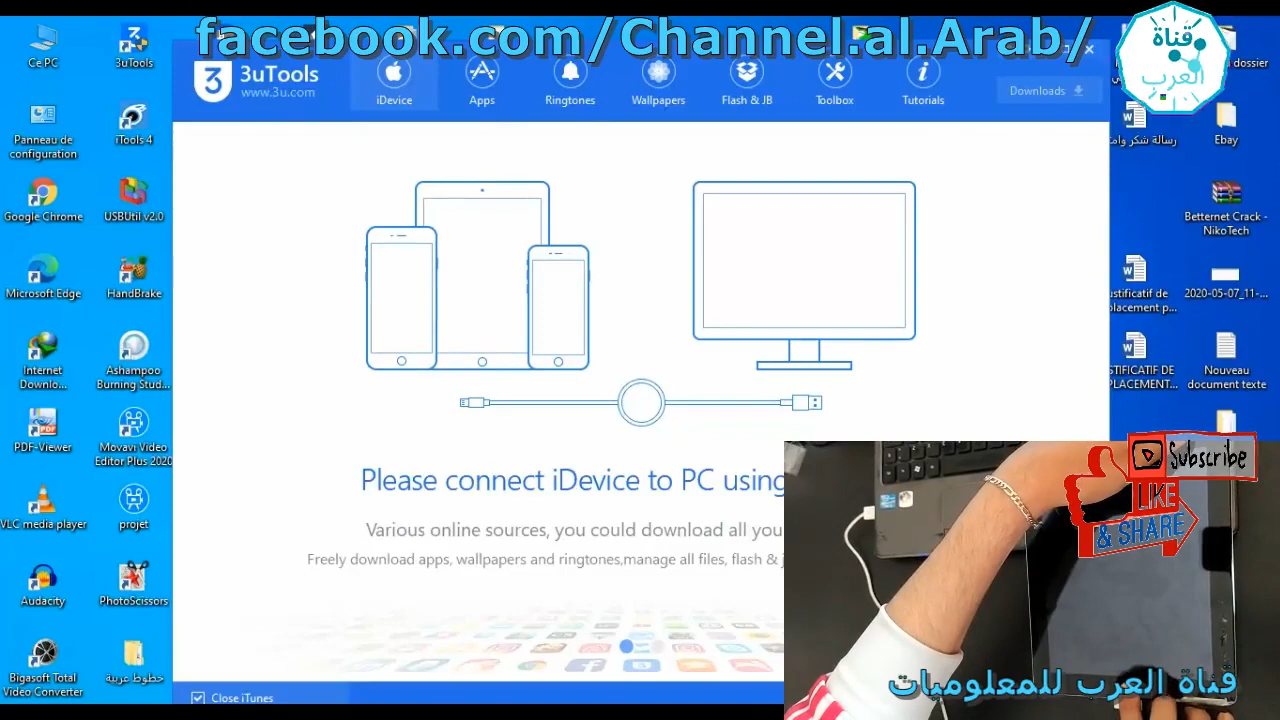 facebook.com/Channel.al.Arab/
قناة
العرب
Ce PC
3uTools
Panneau de
configuration
iTools 4
Google Chrome
USBUtil v2.0
Microsoft Edge
HandBrake
Internet
Downlo...
Ashampoo
Burning Stud...
PDF-Viewer
Movavi Video
Editor Plus 2020
VLC media player
projet
Audacity
PhotoScissors
Bigasoft Total
Video Converter
خطوط عربية
3uTools
www.3u.com
iDevice
Apps
Ringtones
Wallpapers
Flash & JB
Toolbox
Tutorials
Downloads
Please connect iDevice to PC using
Various online sources, you could download all you
Freely download apps, wallpapers and ringtones,manage all files, flash &
Close iTunes
dossier
رسالة شكر وامت
Ebay
Betternet Crack -
NikoTech
ustificatif de
placement p...
2020-05-07_11-...
STIFICATIF DE
PLACEMENT...
Nouveau
document texte
Subscribe
LIKE
& SHARE
قناة العرب للمعلوميات